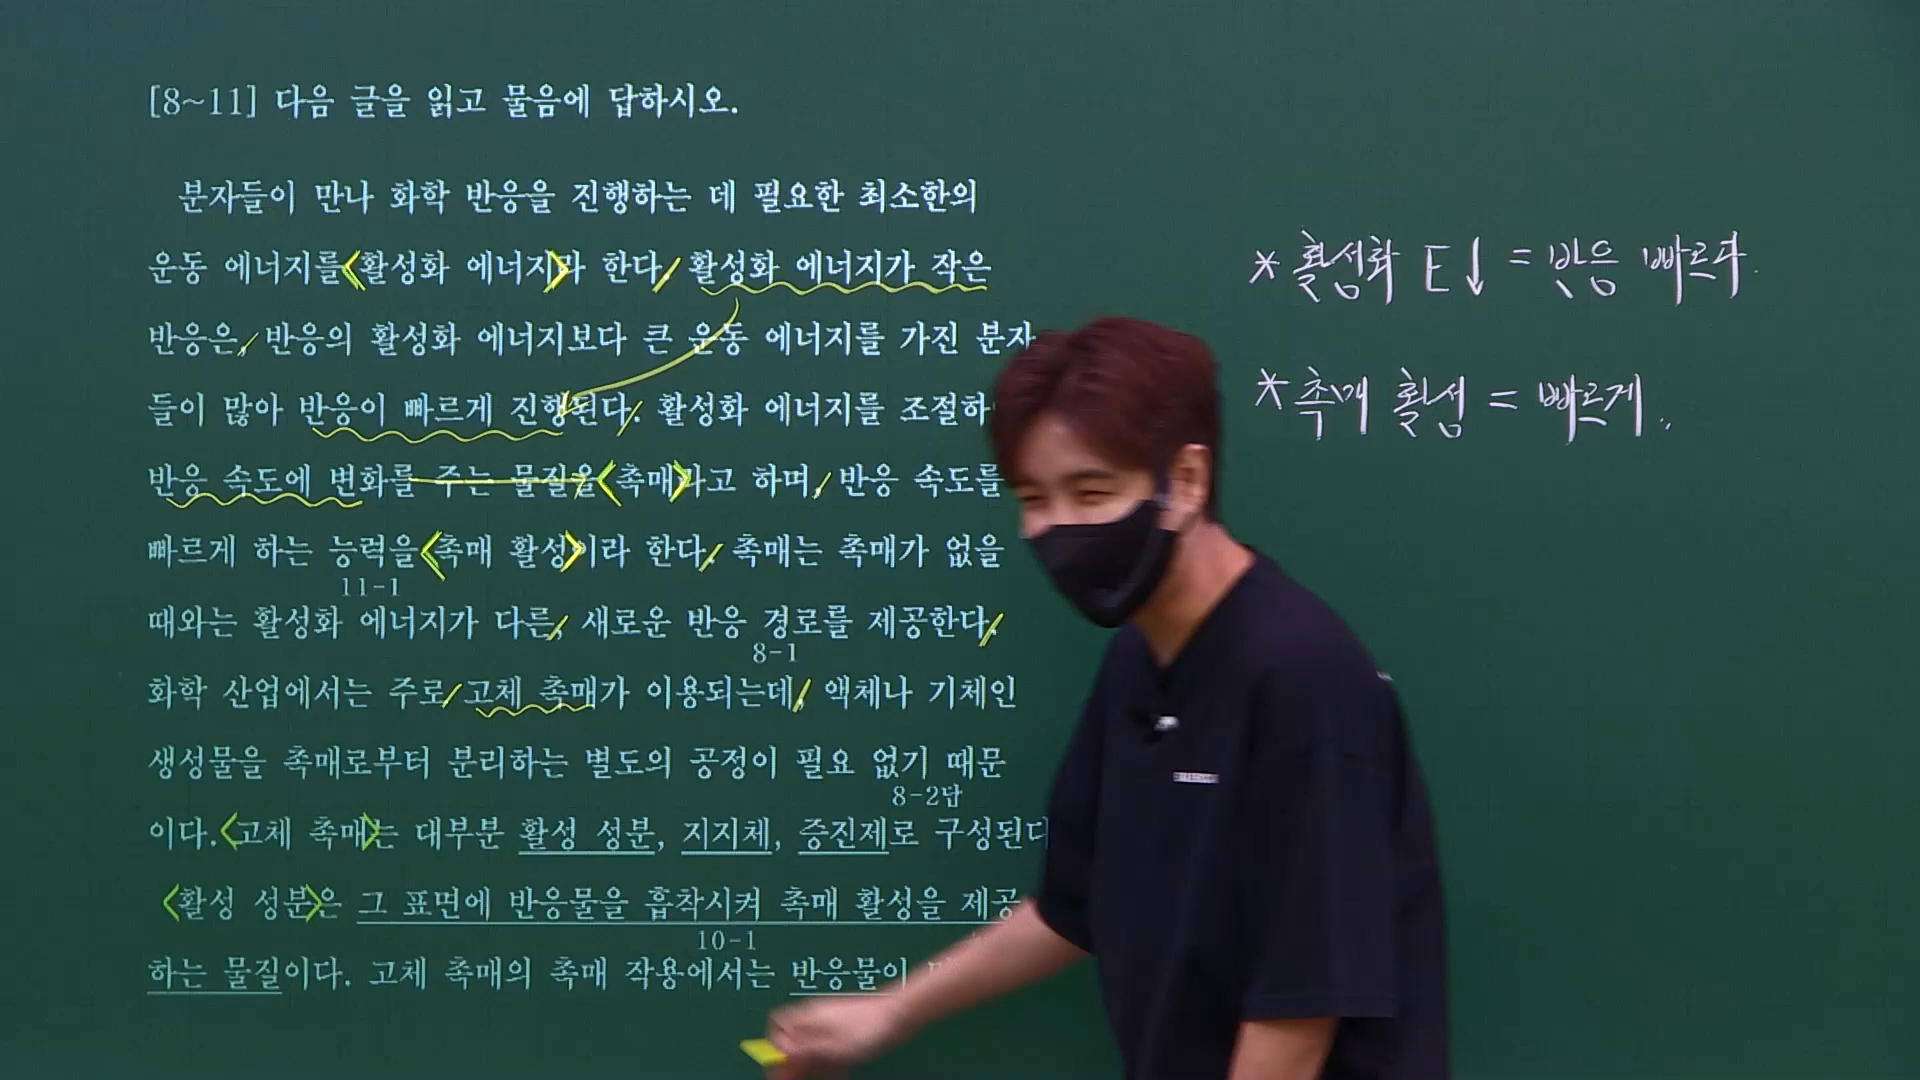 [8~11] 다음 글을 읽고 물음에 답하시오.
분자들이 만나 화학 반응을 진행하는 데 필요한 최소한의
운동 에너지를 <활성화 에너지>라 한다. 활성화 에너지가 작은
반응은, 반응의 활성화 에너지보다 큰 운동 에너지를 가진 분자
들이 많아 반응이 빠르게 진행된다. 활성화 에너지를 조절하
반응 속도에 변화를 주는 물질을 <촉매>라고 하며, 반응 속도를
빠르게 하는 능력을 <촉매 활성>이라 한다. 촉매는 촉매가 없을
11-1
때와는 활성화 에너지가 다른, 새로운 반응 경로를 제공한다.
8-1
화학 산업에서는 주로 고체 촉매가 이용되는데, 액체나 기체인
생성물을 촉매로부터 분리하는 별도의 공정이 필요 없기 때문
8-2답
이다. <고체 촉매>는 대부분 활성 성분, 지지체, 증진제로 구성된다
<활성 성분>은 그 표면에 반응물을 흡착시켜 촉매 활성을 제공
10-1
하는 물질이다. 고체 촉매의 촉매 작용에서는 반응물이
* 활성화 E↓ = 반응 빠르다.
* 촉매 활성 = 빠르게..